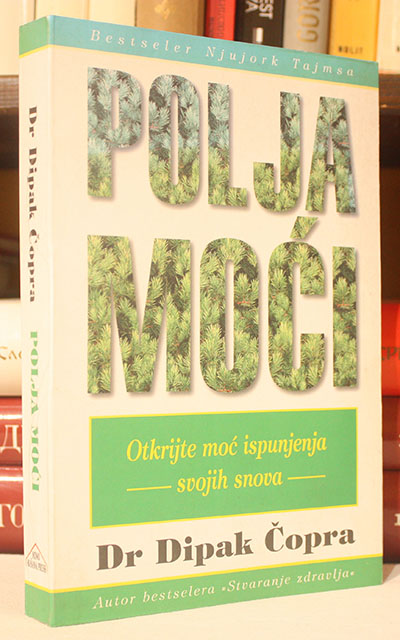 Bestseler Njujork Tajmsa
POLJA
MOĆI
Otkrijte moć ispunjenja
svojih snova
Dr Dipak Čopra
Autor bestselera »Stvaranje zdravlja«
Dr Dipak Čopra POLJA MOĆI
NOLIT